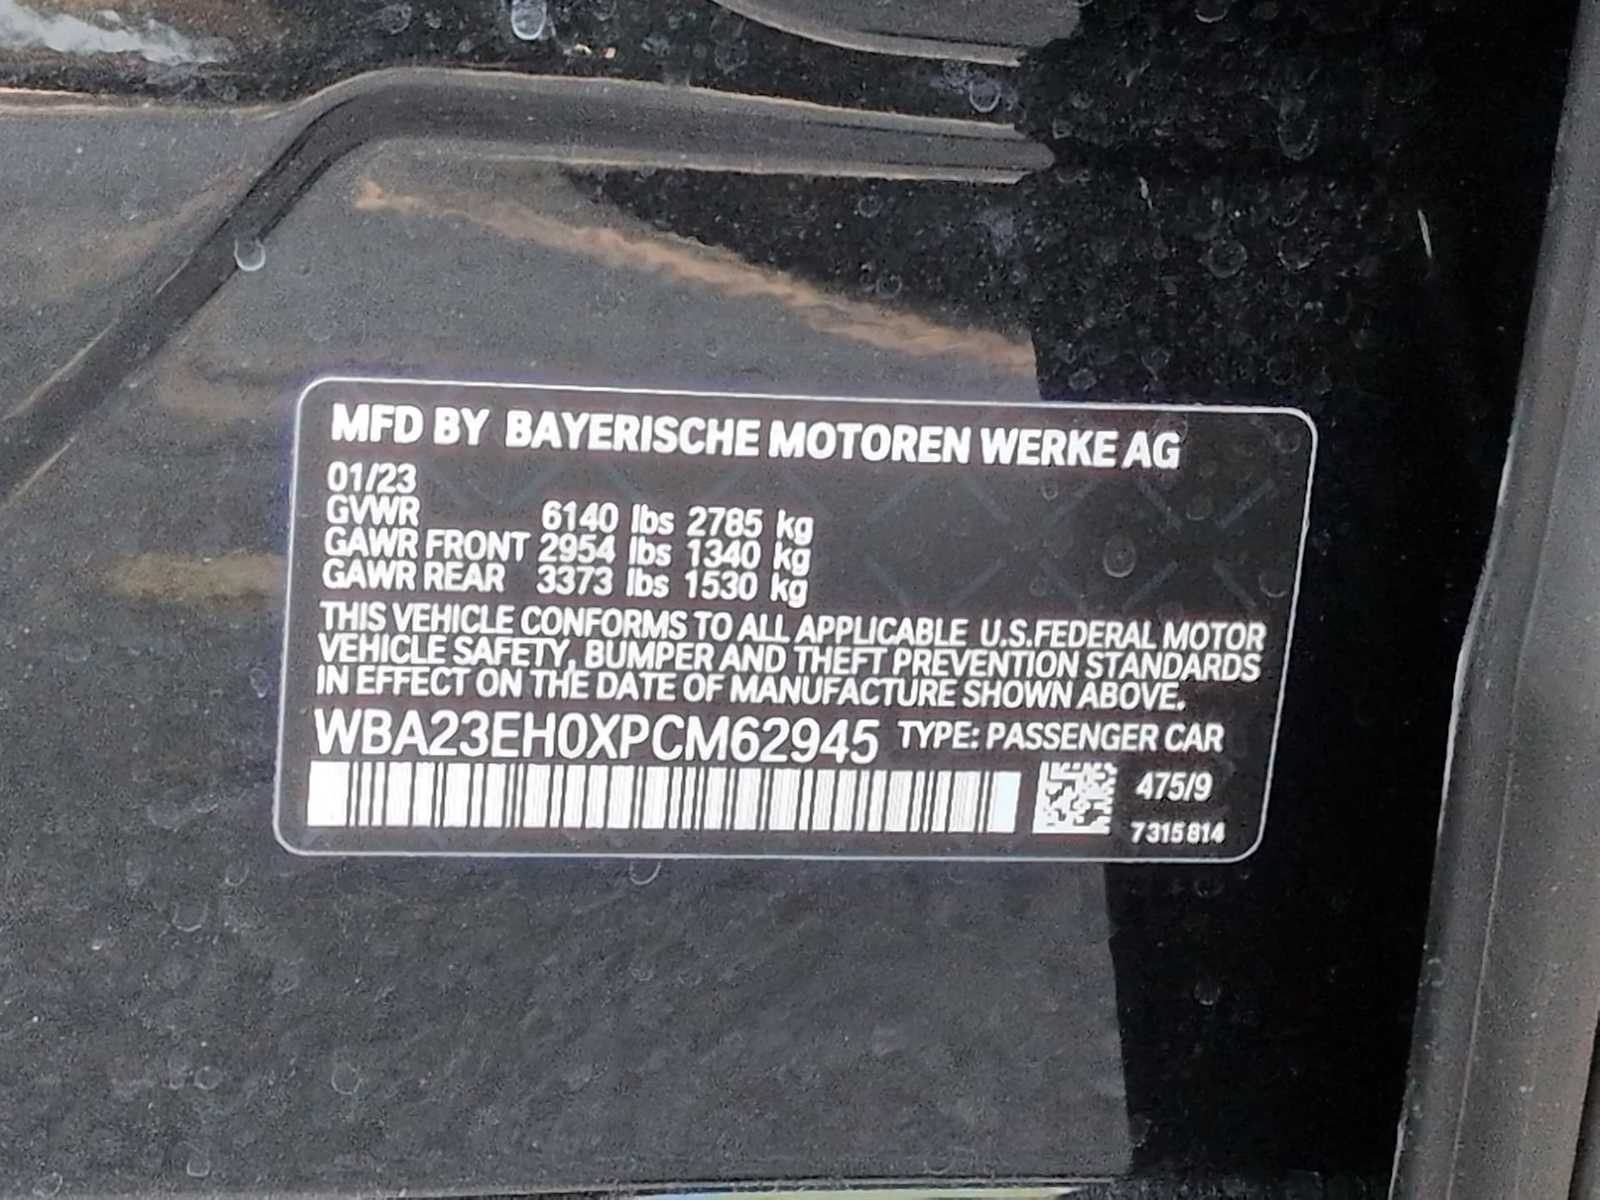 MFD BY BAYERISCHE MOTOREN WERKE AG
01/23
GVWR 6140 lbs 2785 kg
GAWR FRONT 2954 lbs 1340 kg
GAWR REAR 3373 lbs 1530 kg
THIS VEHICLE CONFORMS TO ALL APPLICABLE U.S.FEDERAL MOTOR
VEHICLE SAFETY, BUMPER AND THEFT PREVENTION STANDARDS
IN EFFECT ON THE DATE OF MANUFACTURE SHOWN ABOVE.
WBA23EH0XPCM62945 TYPE: PASSENGER CAR
475/9
7315814